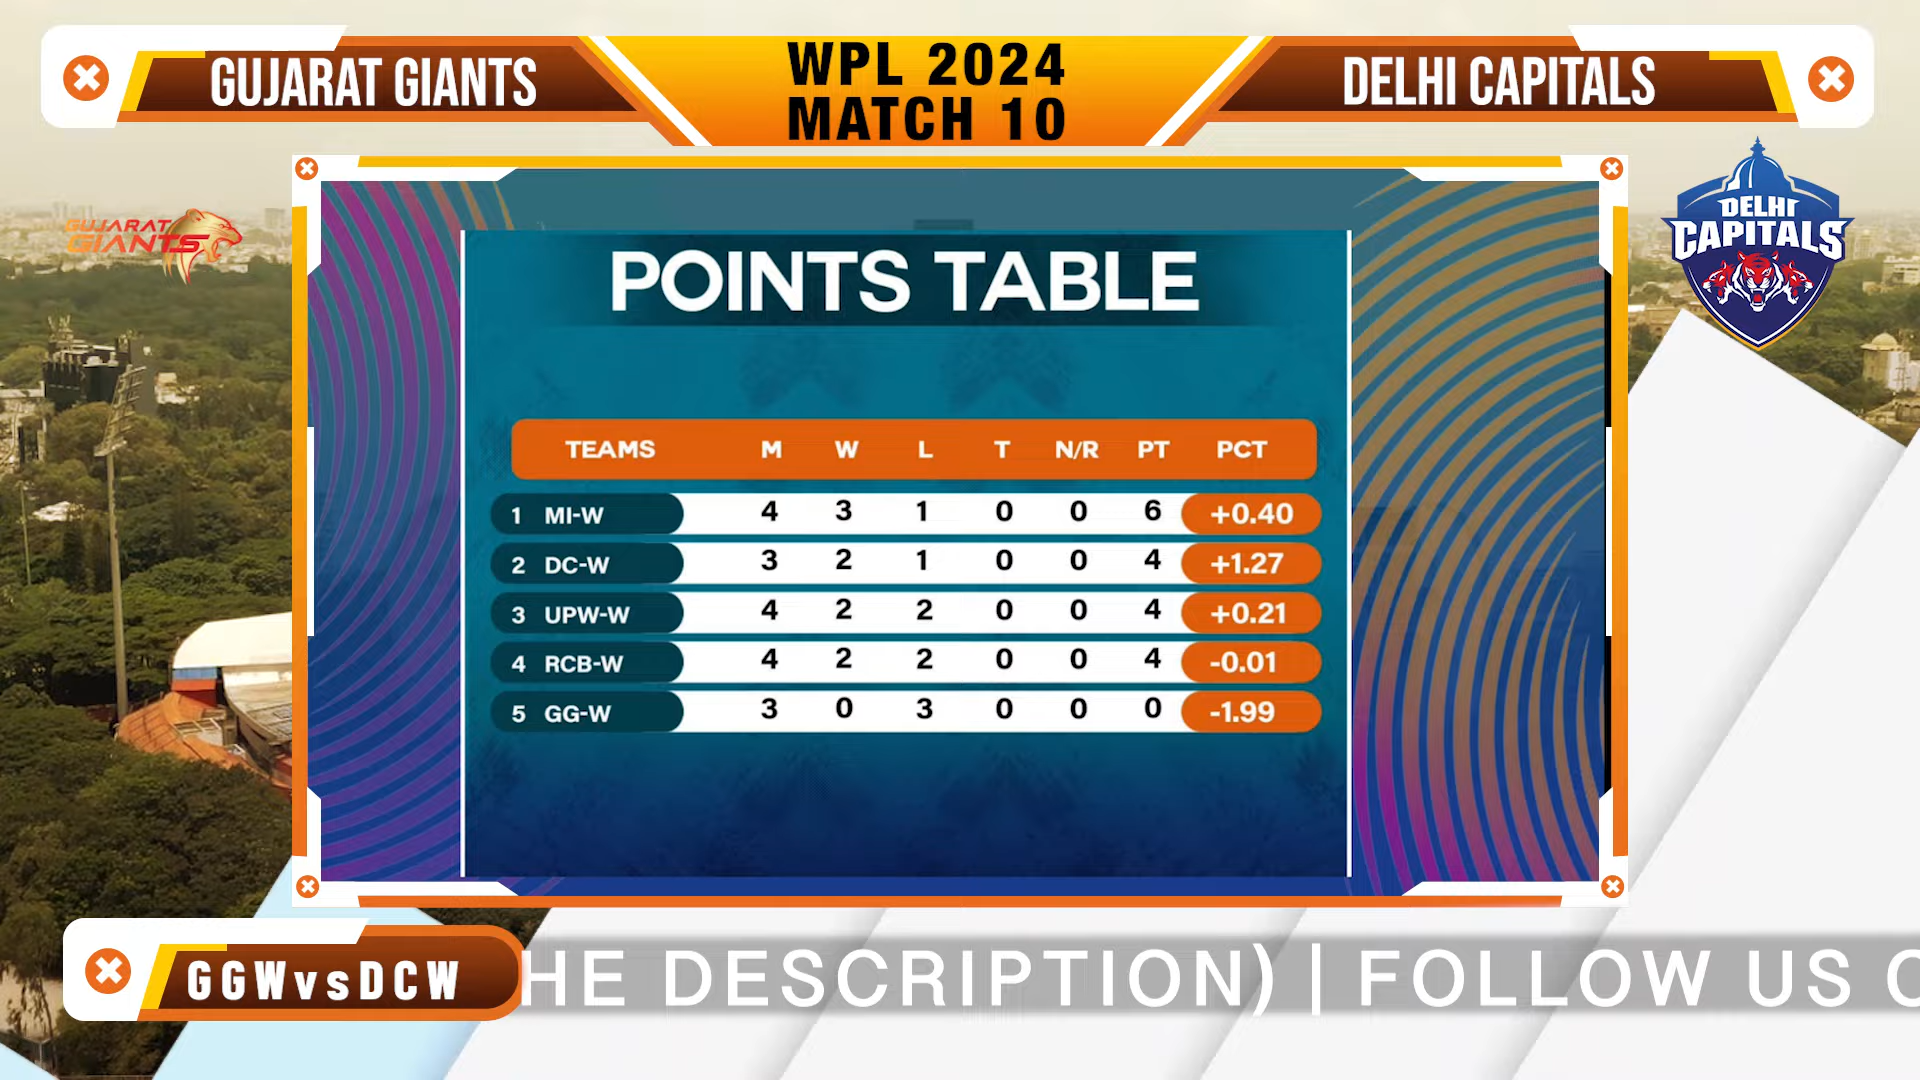 GUJARAT GIANTS
WPL 2024
MATCH 10
DELHI CAPITALS
GUJARAT
GIANTS
DELHI
CAPITALS
POINTS TABLE
TEAMS M W L T N/R PT PCT
1 MI-W 4 3 1 0 0 6 +0.40
2 DC-W 3 2 1 0 0 4 +1.27
3 UPW-W 4 2 2 0 0 4 +0.21
4 RCB-W 4 2 2 0 0 4 -0.01
5 GG-W 3 0 3 0 0 0 -1.99
GGWvsDCW
HE DESCRIPTION) | FOLLOW US